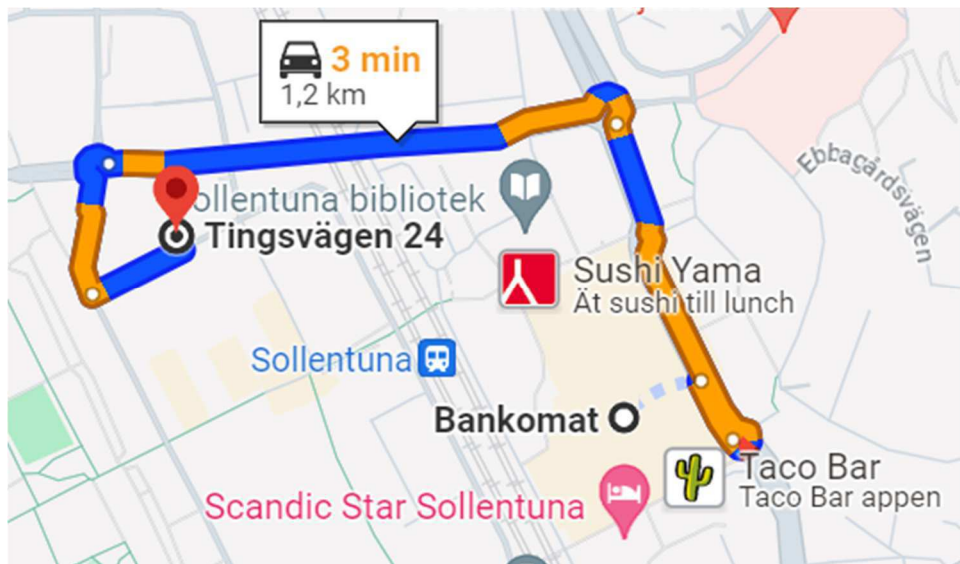 3 min
1,2 km
Ebbagårdsvägen
ollentuna bibliotek
Tingsvägen 24
Sushi Yama
Ät sushi till lunch
Sollentuna
Bankomat
Taco Bar
Taco Bar appen
Scandic Star Sollentuna